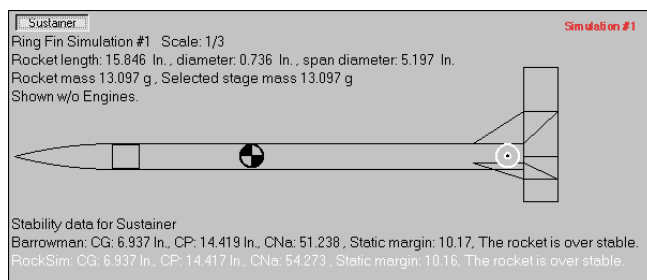 Sustainer
Simulation #1
Ring Fin Simulation #1 Scale: 1/3
Rocket length: 15.846 In. , diameter: 0.736 In. , span diameter: 5.197 In.
Rocket mass 13.097 g , Selected stage mass 13.097 g
Shown w/o Engines.
Stability data for Sustainer
Barrowman: CG: 6.937 In., CP: 14.419 In., CNa: 51.238 , Static margin: 10.17, The rocket is over stable.
RockSim: CG: 6.937 In., CP: 14.417 In., CNa: 54.273 , Static margin: 10.16, The rocket is over stable.